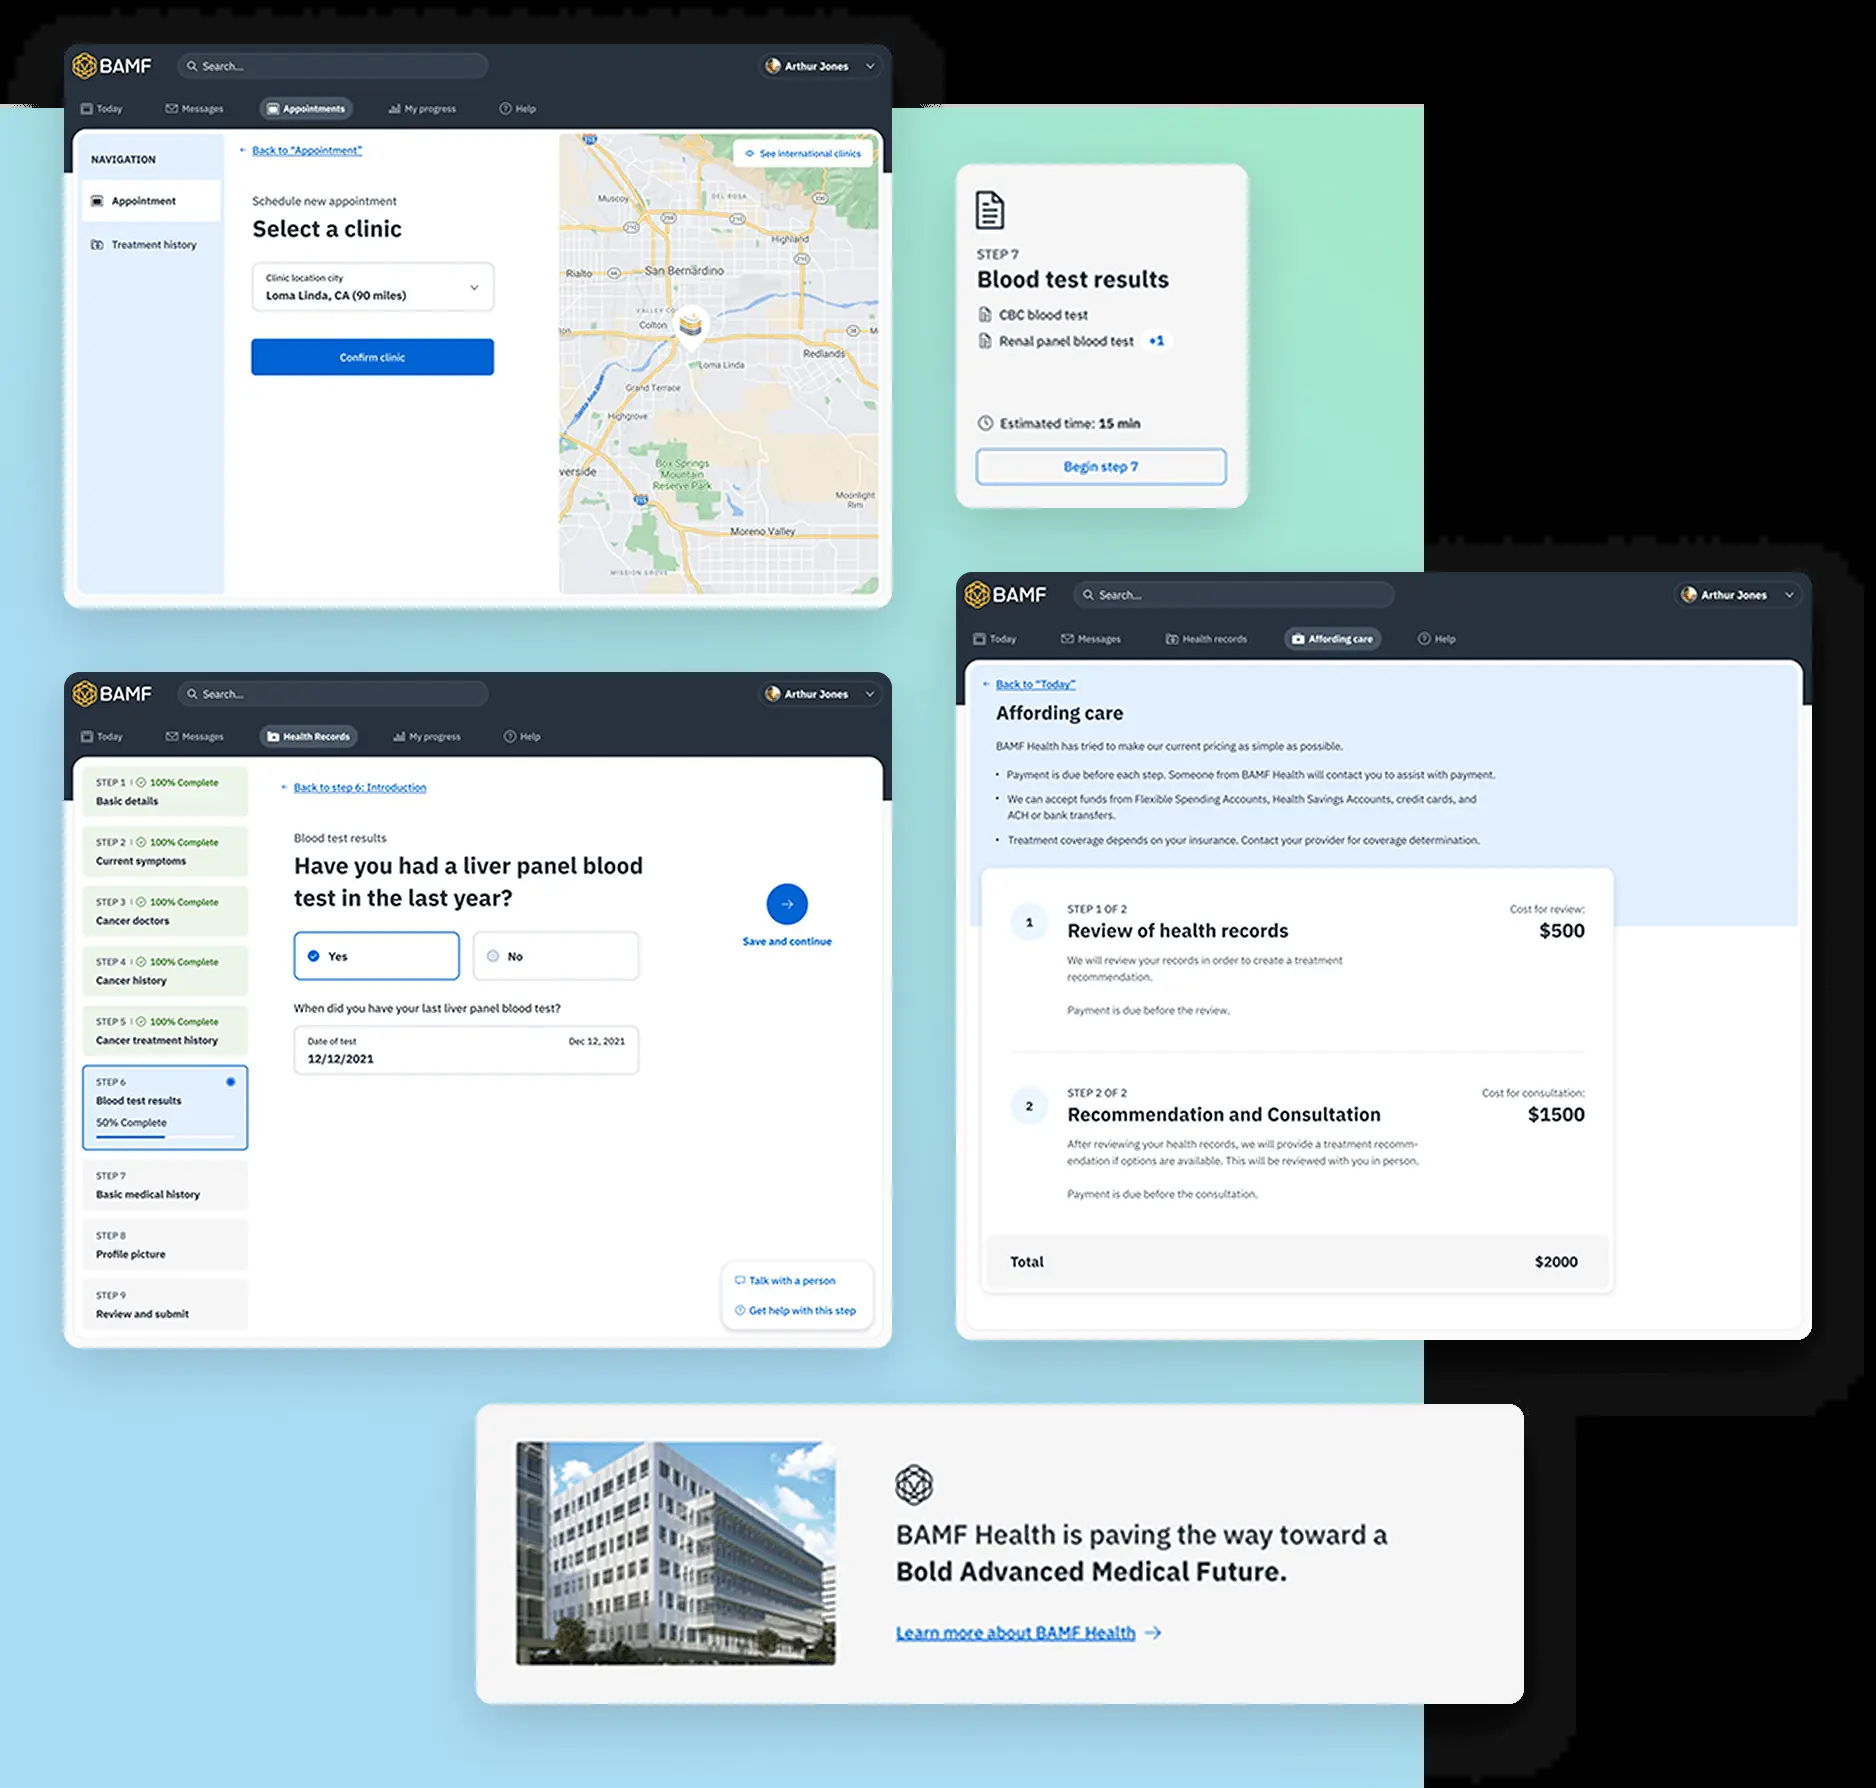 BAMF
Search...
Arthur Jones
Today
Messages
Appointments
My progress
Help
NAVIGATION
Appointment
Treatment history
← Back to "Appointment"
Schedule new appointment
Select a clinic
Clinic location city
Loma Linda, CA (90 miles)
Confirm clinic
See international clinics
Muscoy
DEL ROSA
Highland
Rialto
San Bernardino
VALLEY CO
Colton
ton
Redlands
Loma Linda
Grand Terrace
Santa Ana River
Highgrove
Box Springs
Mountain
Reserve Park
verside
Moonlight
Rim
Moreno Valley
MISSION GROVE
STEP 7
Blood test results
CBC blood test
Renal panel blood test +1
Estimated time: 15 min
Begin step 7
BAMF
Search...
Arthur Jones
Today
Messages
Health Records
My progress
Help
STEP 1 | 100% Complete
Basic details
STEP 2 | 100% Complete
Current symptoms
STEP 3 | 100% Complete
Cancer doctors
STEP 4 | 100% Complete
Cancer history
STEP 5 | 100% Complete
Cancer treatment history
STEP 6
Blood test results
50% Complete
STEP 7
Basic medical history
STEP 8
Profile picture
STEP 9
Review and submit
← Back to step 6: Introduction
Blood test results
Have you had a liver panel blood
test in the last year?
Yes
No
Save and continue
When did you have your last liver panel blood test?
Date of test
Dec 12, 2021
12/12/2021
Talk with a person
Get help with this step
BAMF
Search...
Arthur Jones
Today
Messages
Health records
Affording care
Help
← Back to "Today"
Affording care
BAMF Health has tried to make our current pricing as simple as possible.
• Payment is due before each step. Someone from BAMF Health will contact you to assist with payment.
• We can accept funds from Flexible Spending Accounts, Health Savings Accounts, credit cards, and
ACH or bank transfers.
• Treatment coverage depends on your insurance. Contact your provider for coverage determination.
1
STEP 1 OF 2
Review of health records
Cost for review:
$500
We will review your records in order to create a treatment
recommendation.
Payment is due before the review.
2
STEP 2 OF 2
Recommendation and Consultation
Cost for consultation:
$1500
After reviewing your health records, we will provide a treatment recomm-
endation if options are available. This will be reviewed with you in person.
Payment is due before the consultation.
Total
$2000
BAMF Health is paving the way toward a
Bold Advanced Medical Future.
Learn more about BAMF Health →